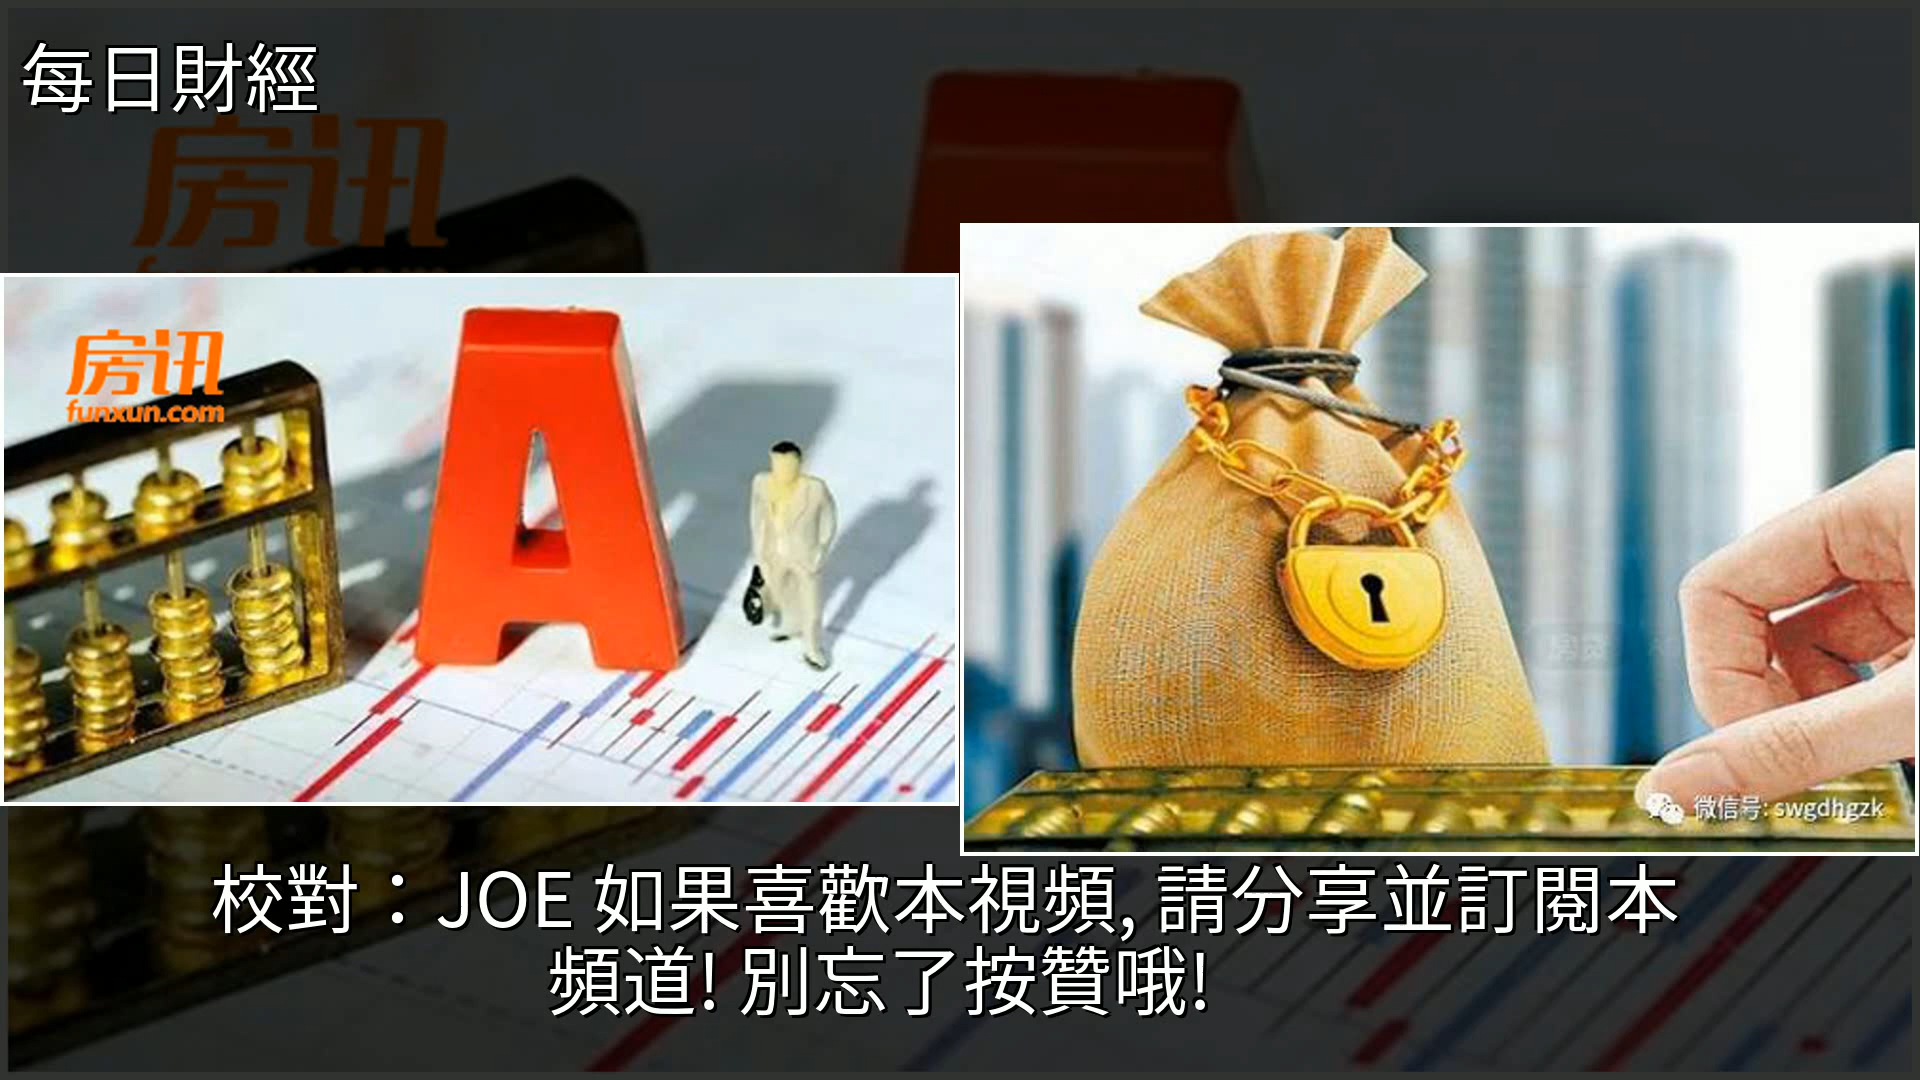 每日財經
房讯
房讯
funxun.com
A
微信号: swgdhgzk
校對：JOE 如果喜歡本視頻, 請分享並訂閱本
頻道! 別忘了按贊哦!